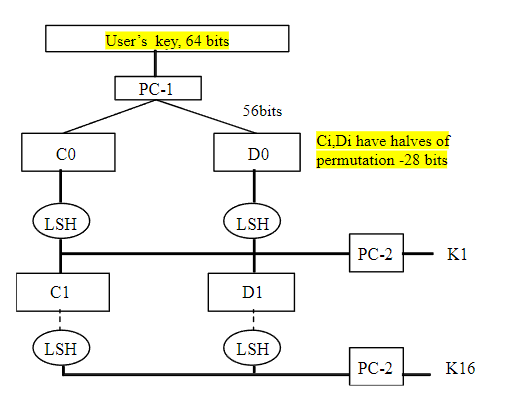 User's key, 64 bits
PC-1
56bits
C0
D0
Ci,Di have halves of
permutation -28 bits
LSH
LSH
PC-2
K1
C1
D1
LSH
LSH
PC-2
K16